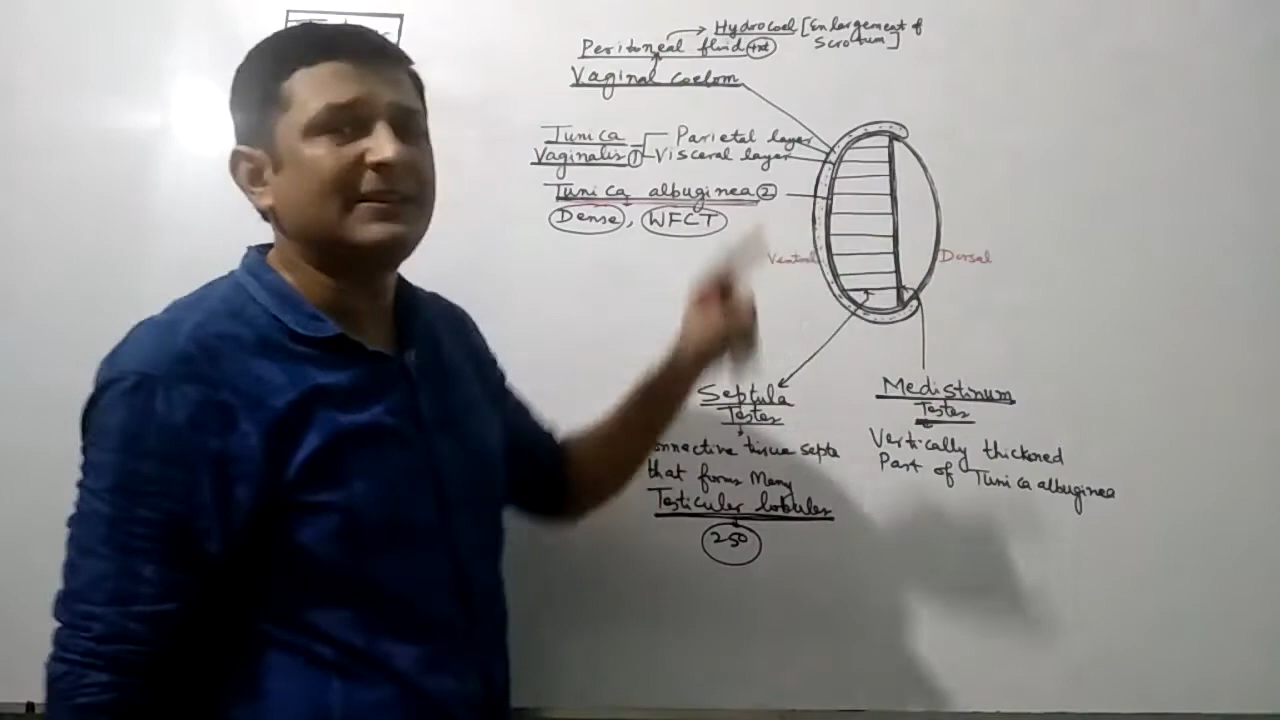 Hydrocoel [Enlargement of
Scrotum]
Peritoneal fluid +nt
Vaginal Coelom
Tunica
Vaginalis 1
Parietal layer
Visceral layer
Tunica albuginea 2
Dense, WFCT
Ventral
Dorsal
Septula
Testes
onnective tissue septa
that forms Many
Testicular lobules
250
Medistinum
Testes
Vertically thickened
Part of Tunica albuginea